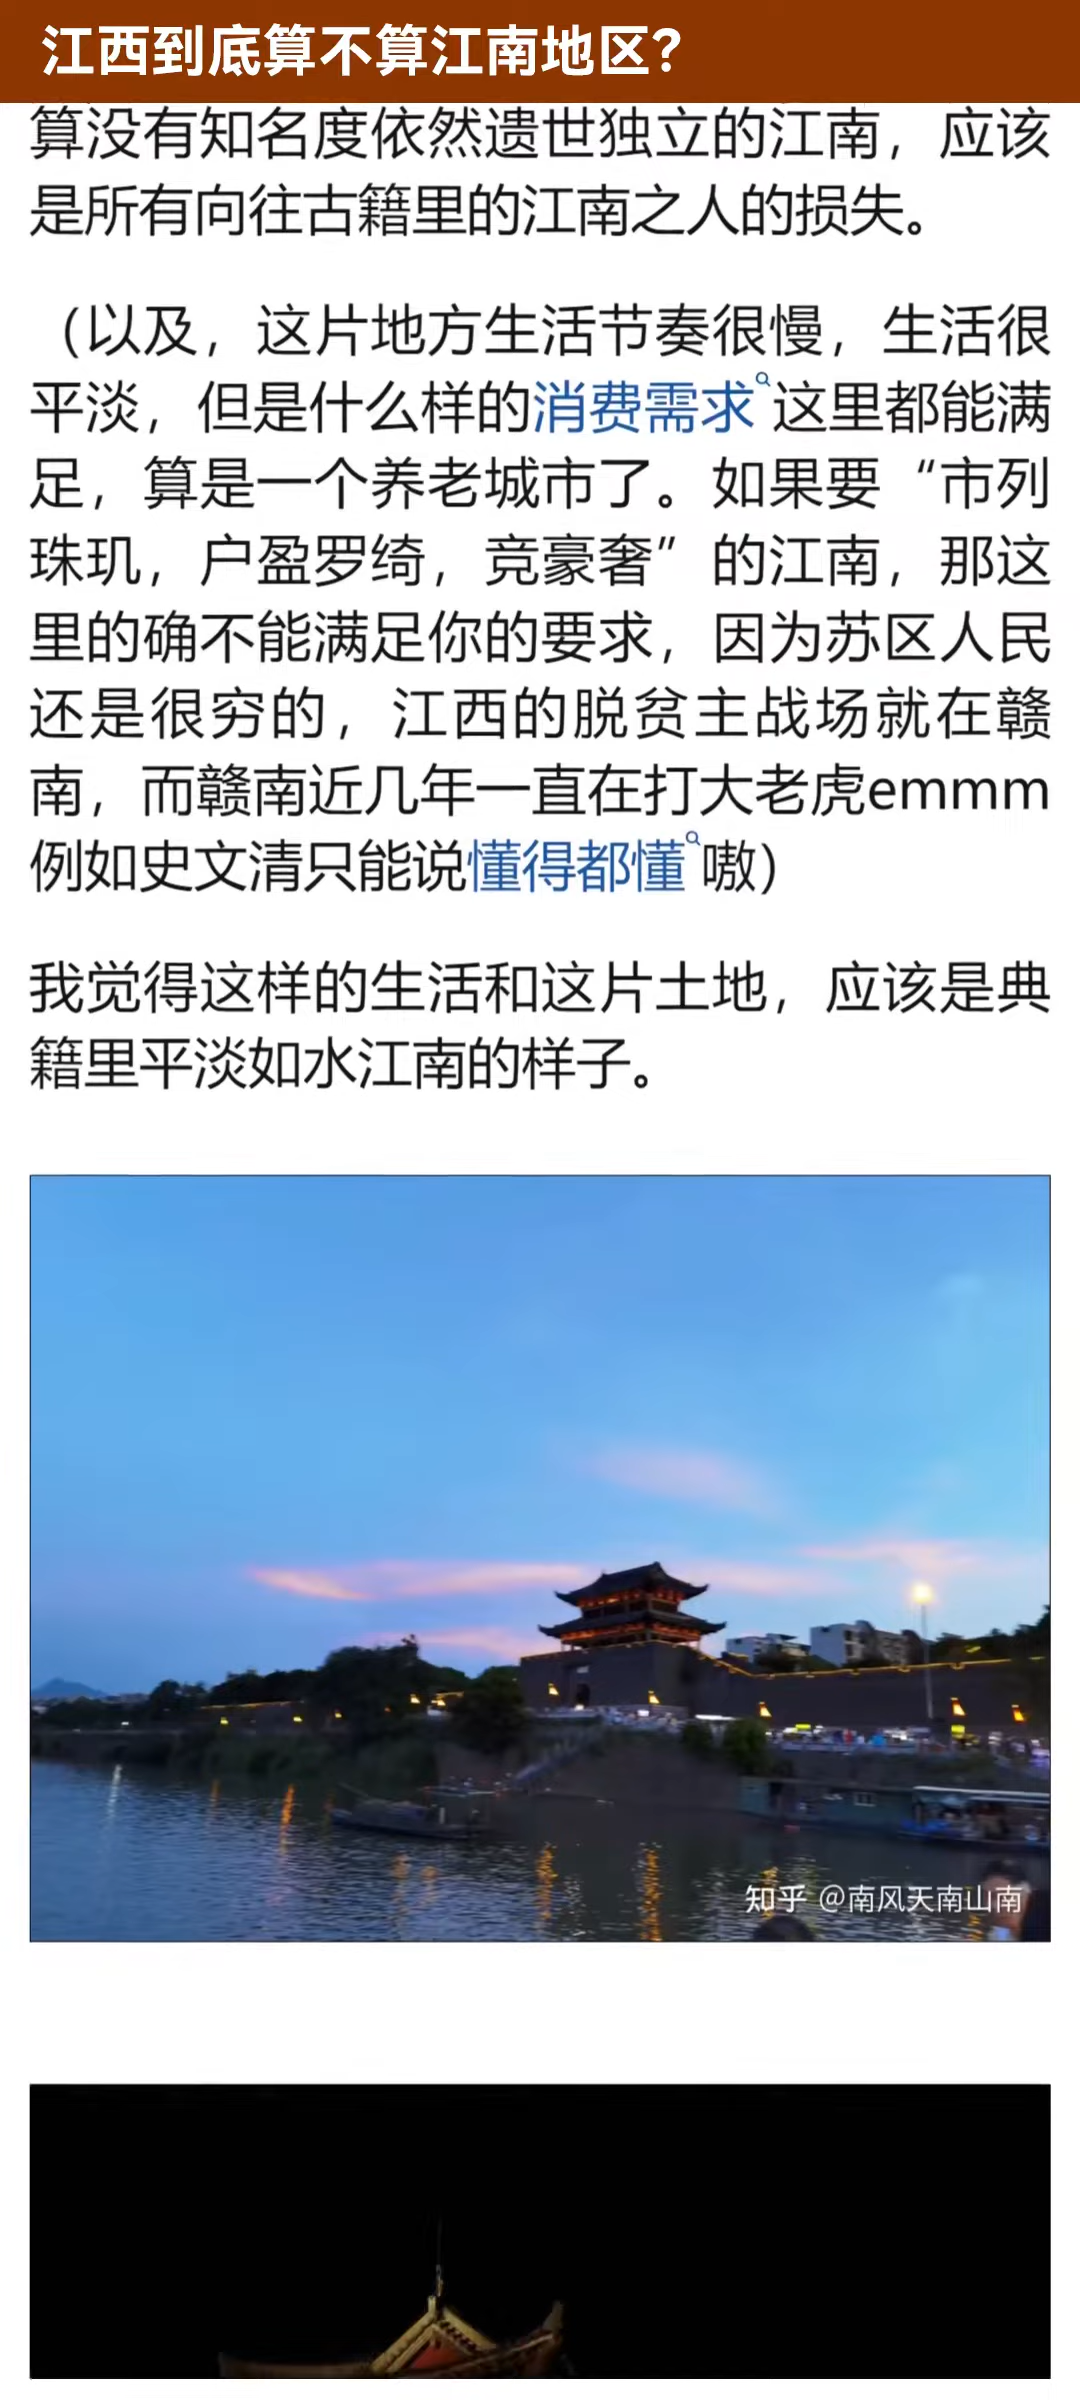 江西到底算不算江南地区？
算没有知名度依然遗世独立的江南，应该
是所有向往古籍里的江南之人的损失。
（以及，这片地方生活节奏很慢，生活很
平淡，但是什么样的消费需求这里都能满
足，算是一个养老城市了。如果要“市列
珠玑，户盈罗绮，竞豪奢”的江南，那这
里的确不能满足你的要求，因为苏区人民
还是很穷的，江西的脱贫主战场就在赣
南，而赣南近几年一直在打大老虎emmm
例如史文清只能说懂得都懂嗷）
我觉得这样的生活和这片土地，应该是典
籍里平淡如水江南的样子。
知乎 @南风天南山南